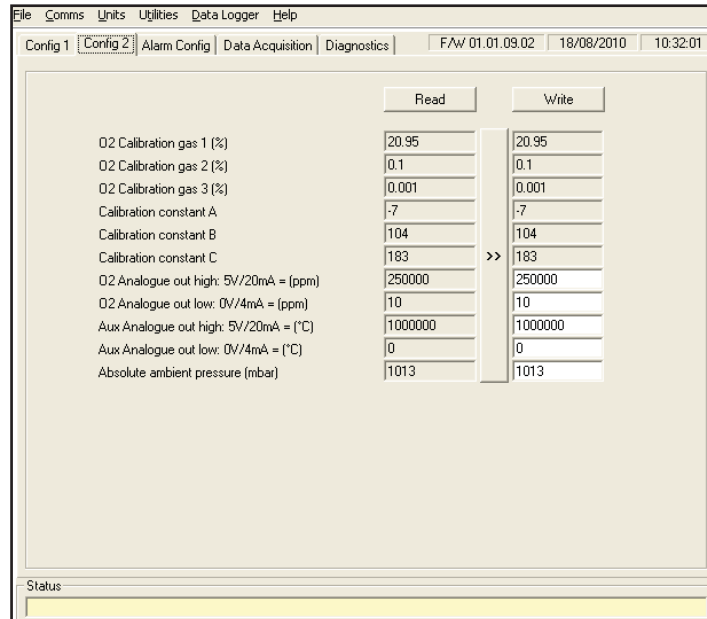 File Comms Units Utilities Data Logger Help
Config 1 Config 2 Alarm Config Data Acquisition Diagnostics F/W 01.01.09.02 18/08/2010 10:32:01
Read Write
O2 Calibration gas 1 (%) 20.95 20.95
O2 Calibration gas 2 (%) 0.1 0.1
O2 Calibration gas 3 (%) 0.001 0.001
Calibration constant A -7 -7
Calibration constant B 104 104
Calibration constant C 183 >> 183
O2 Analogue out high: 5V/20mA = (ppm) 250000 250000
O2 Analogue out low: 0V/4mA = (ppm) 10 10
Aux Analogue out high: 5V/20mA = (°C) 1000000 1000000
Aux Analogue out low: 0V/4mA = (°C) 0 0
Absolute ambient pressure (mbar) 1013 1013
Status